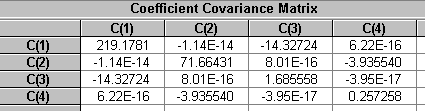 Coefficient Covariance Matrix
C(1) C(2) C(3) C(4)
C(1) 219.1781 -1.14E-14 -14.32724 6.22E-16
C(2) -1.14E-14 71.66431 8.01E-16 -3.935540
C(3) -14.32724 8.01E-16 1.685558 -3.95E-17
C(4) 6.22E-16 -3.935540 -3.95E-17 0.257258